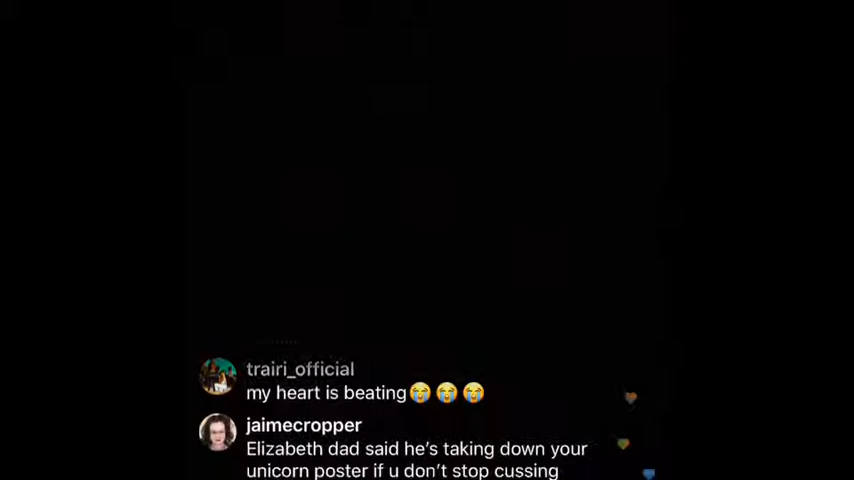 trairi_official
my heart is beating😭😭😭
jaimecropper
Elizabeth dad said he's taking down your
unicorn poster if u don't stop cussing